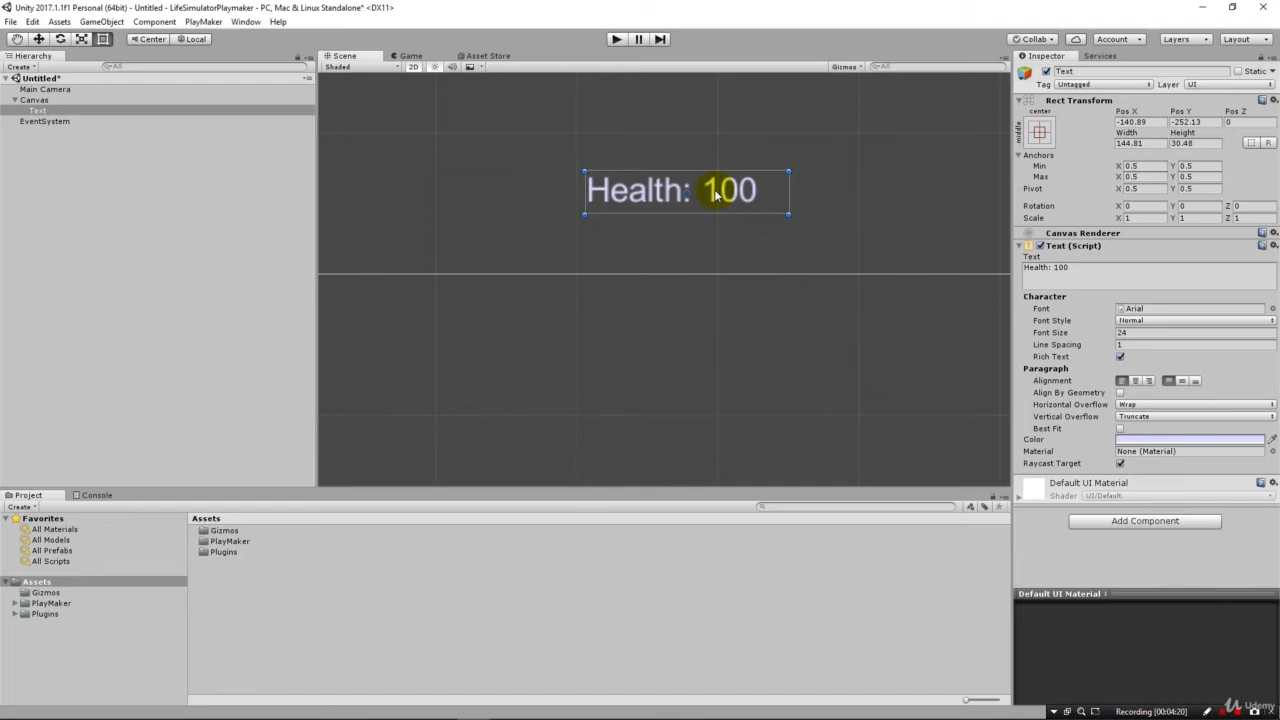 Unity 2017.1.1f1 Personal (64bit) - Untitled - LifeSimulatorPlaymaker - PC, Mac & Linux Standalone* <DX11>
File Edit Assets GameObject Component PlayMaker Window Help
Center Local Collab Account Layers Layout
Hierarchy
Create All
Untitled*
Main Camera
Canvas
Text
EventSystem
Scene Game Asset Store
Shaded 2D Gizmos All
Health: 100
Inspector Services
Text Static
Tag Untagged Layer UI
Rect Transform
center Pos X Pos Y Pos Z
middle -140.89 -252.13 0
Width Height
144.81 30.48 R
Anchors
Min X 0.5 Y 0.5
Max X 0.5 Y 0.5
Pivot X 0.5 Y 0.5
Rotation X 0 Y 0 Z 0
Scale X 1 Y 1 Z 1
Canvas Renderer
Text (Script)
Text
Health: 100
Character
Font Arial
Font Style Normal
Font Size 24
Line Spacing 1
Rich Text
Paragraph
Alignment
Align By Geometry
Horizontal Overflow Wrap
Vertical Overflow Truncate
Best Fit
Color
Material None (Material)
Raycast Target
Default UI Material
Shader UI/Default
Add Component
Default UI Material
Project Console
Create
Favorites
All Materials
All Models
All Prefabs
All Scripts
Assets
Gizmos
PlayMaker
Plugins
Assets
Gizmos
PlayMaker
Plugins
Udemy
Recording [00:04:20]